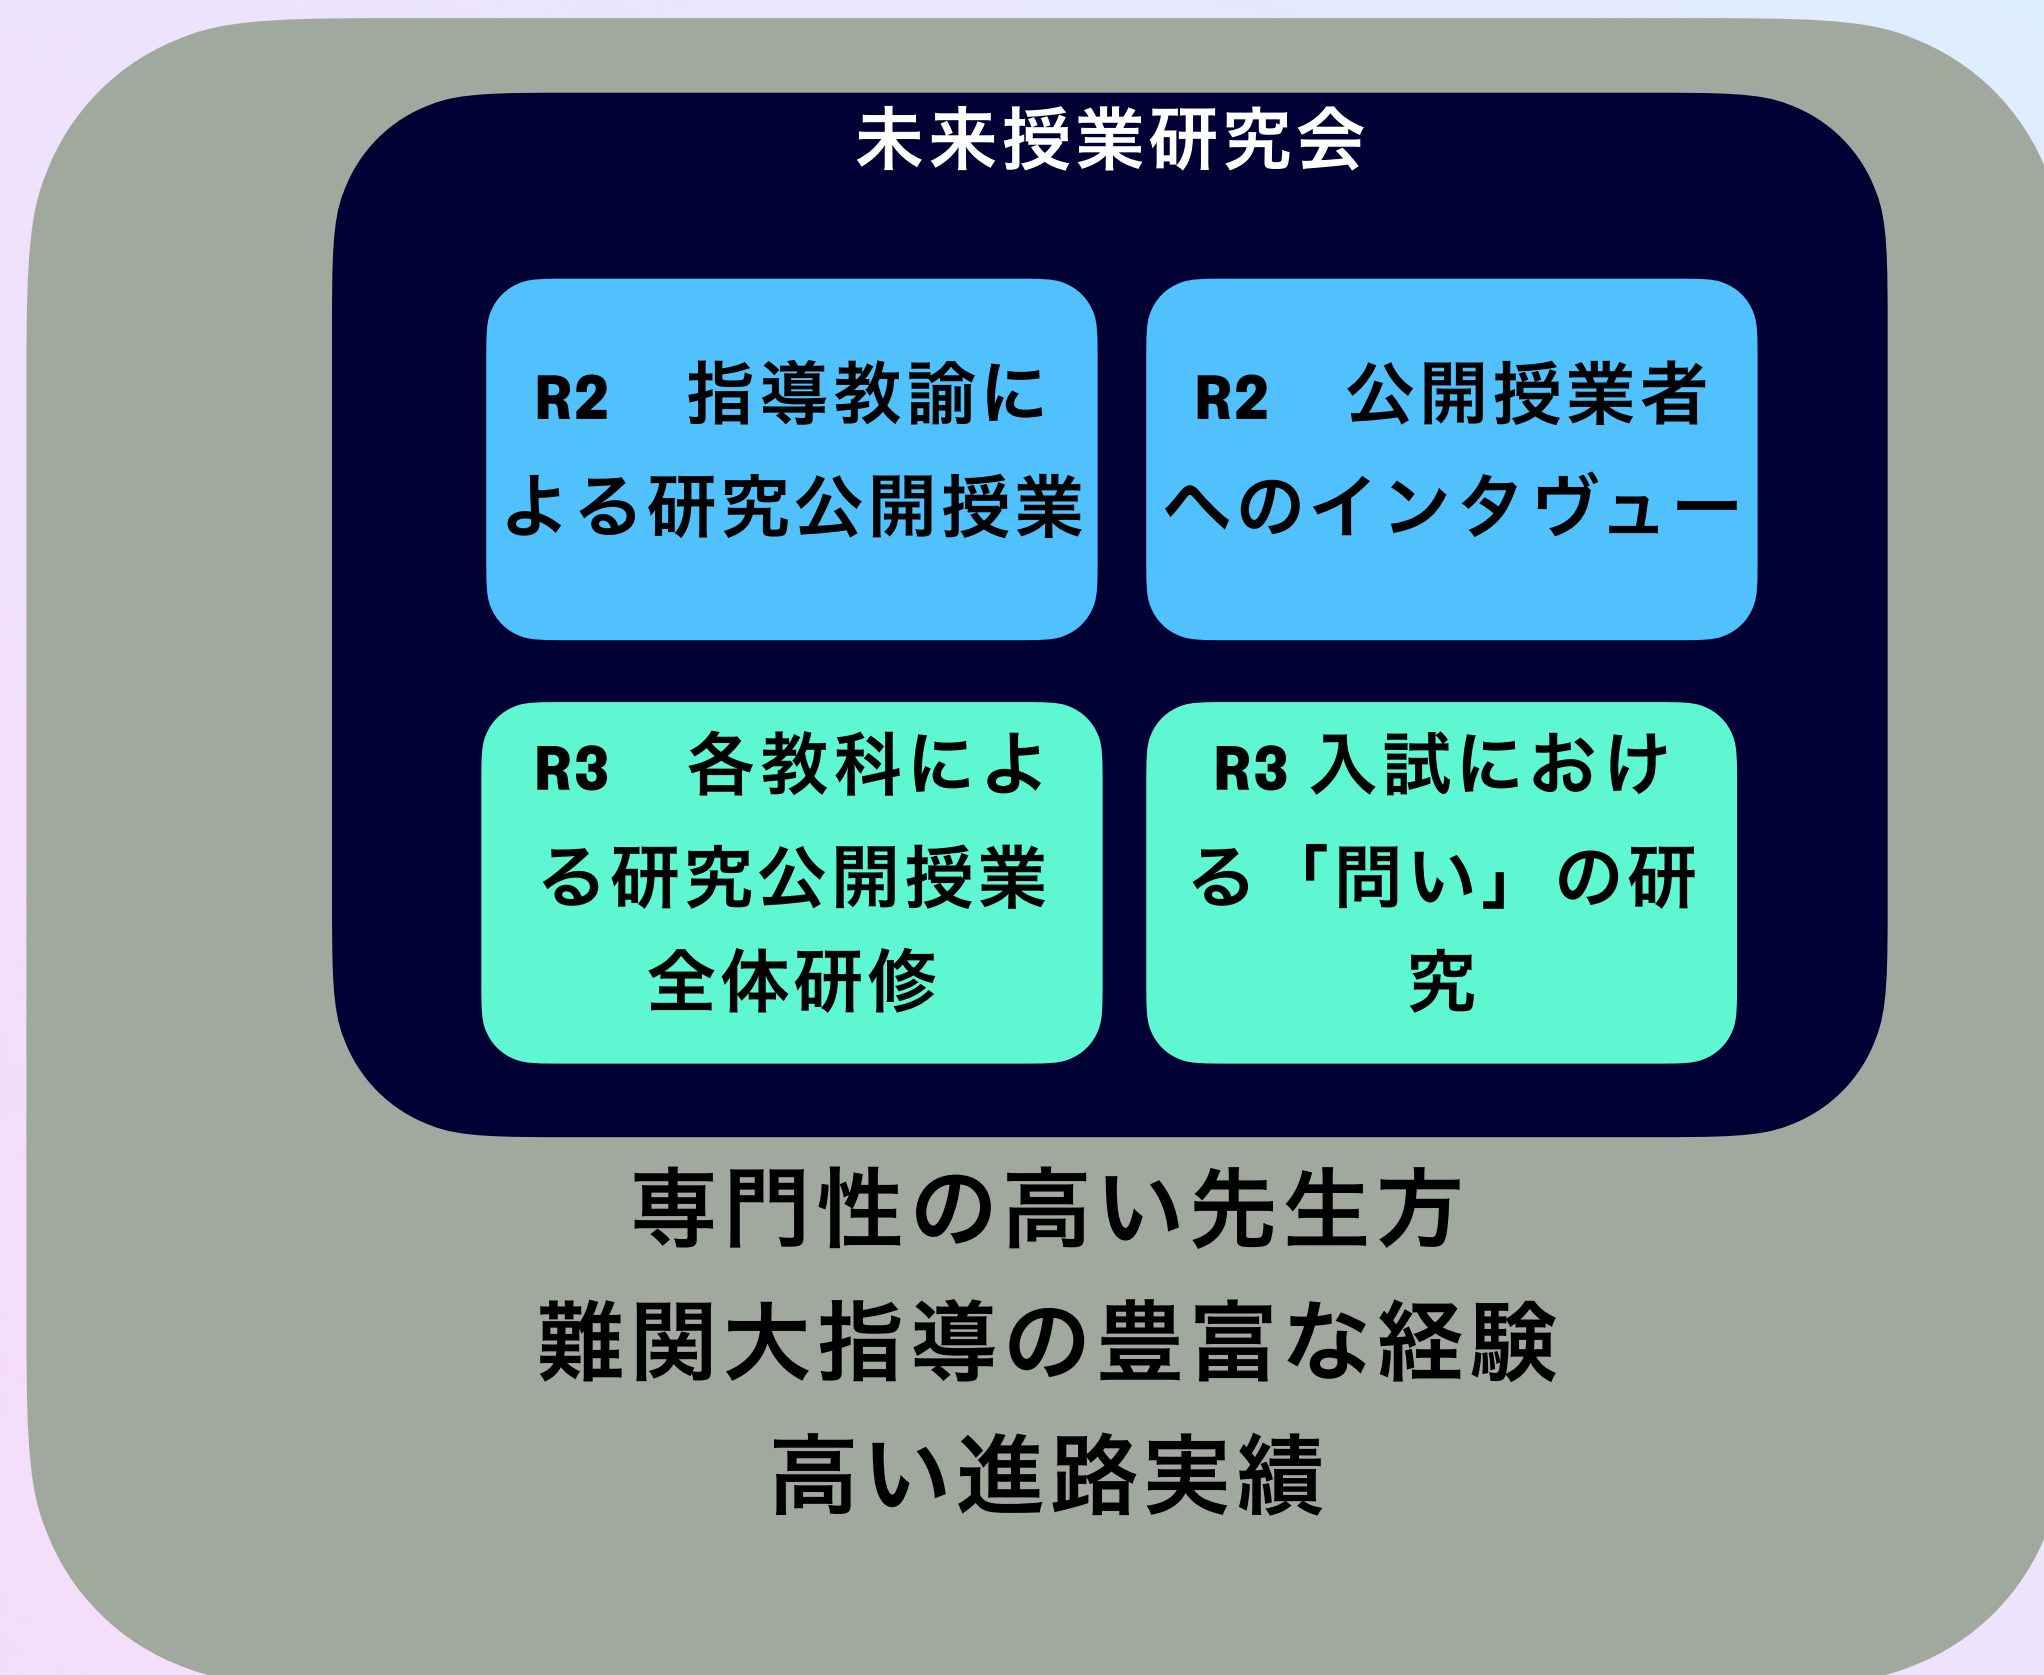 未来授業研究会
R2　指導教諭に
よる研究公開授業
R2　公開授業者
へのインタヴュー
R3　各教科によ
る研究公開授業
全体研修
R3 入試におけ
る「問い」の研
究
専門性の高い先生方
難関大指導の豊富な経験
高い進路実績